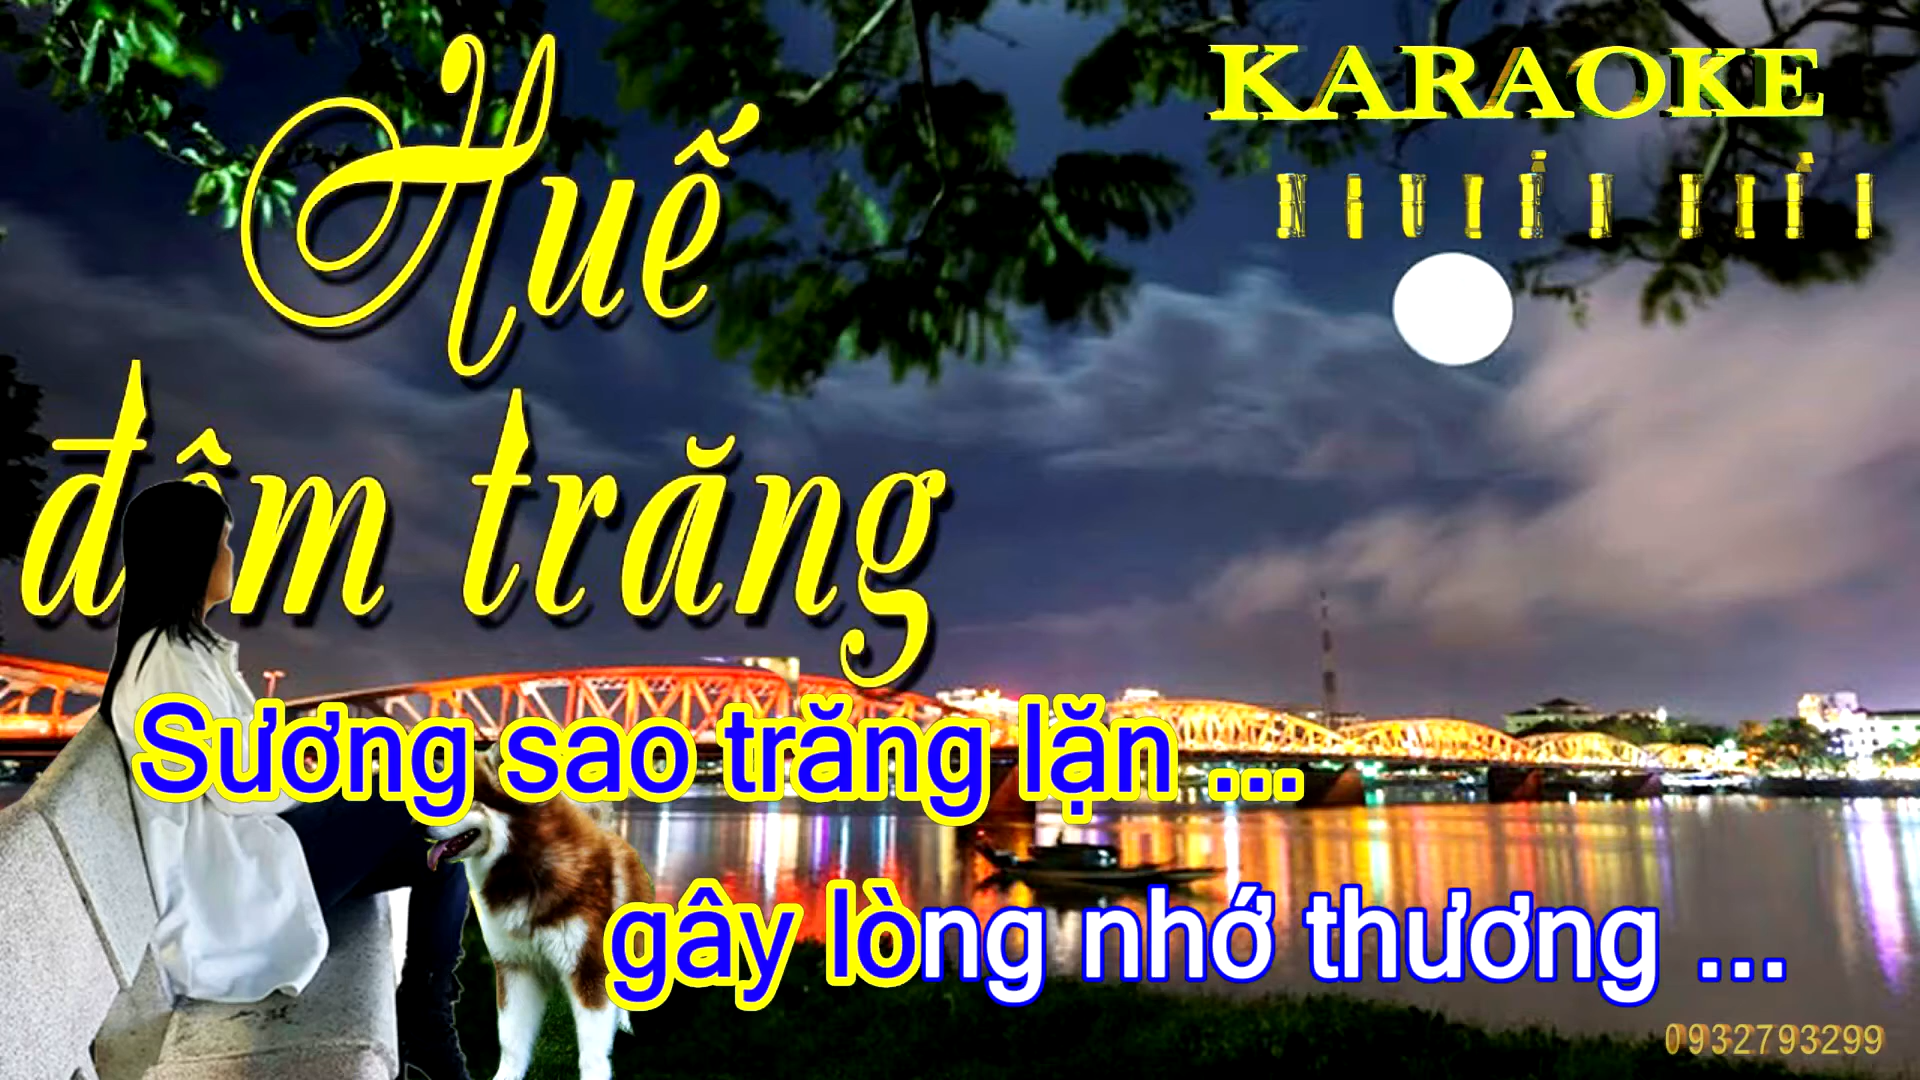 KARAOKE
Huế
đêm trăng
Sương sao trăng lặn ...
gây lòng nhớ thương ...
0932793299